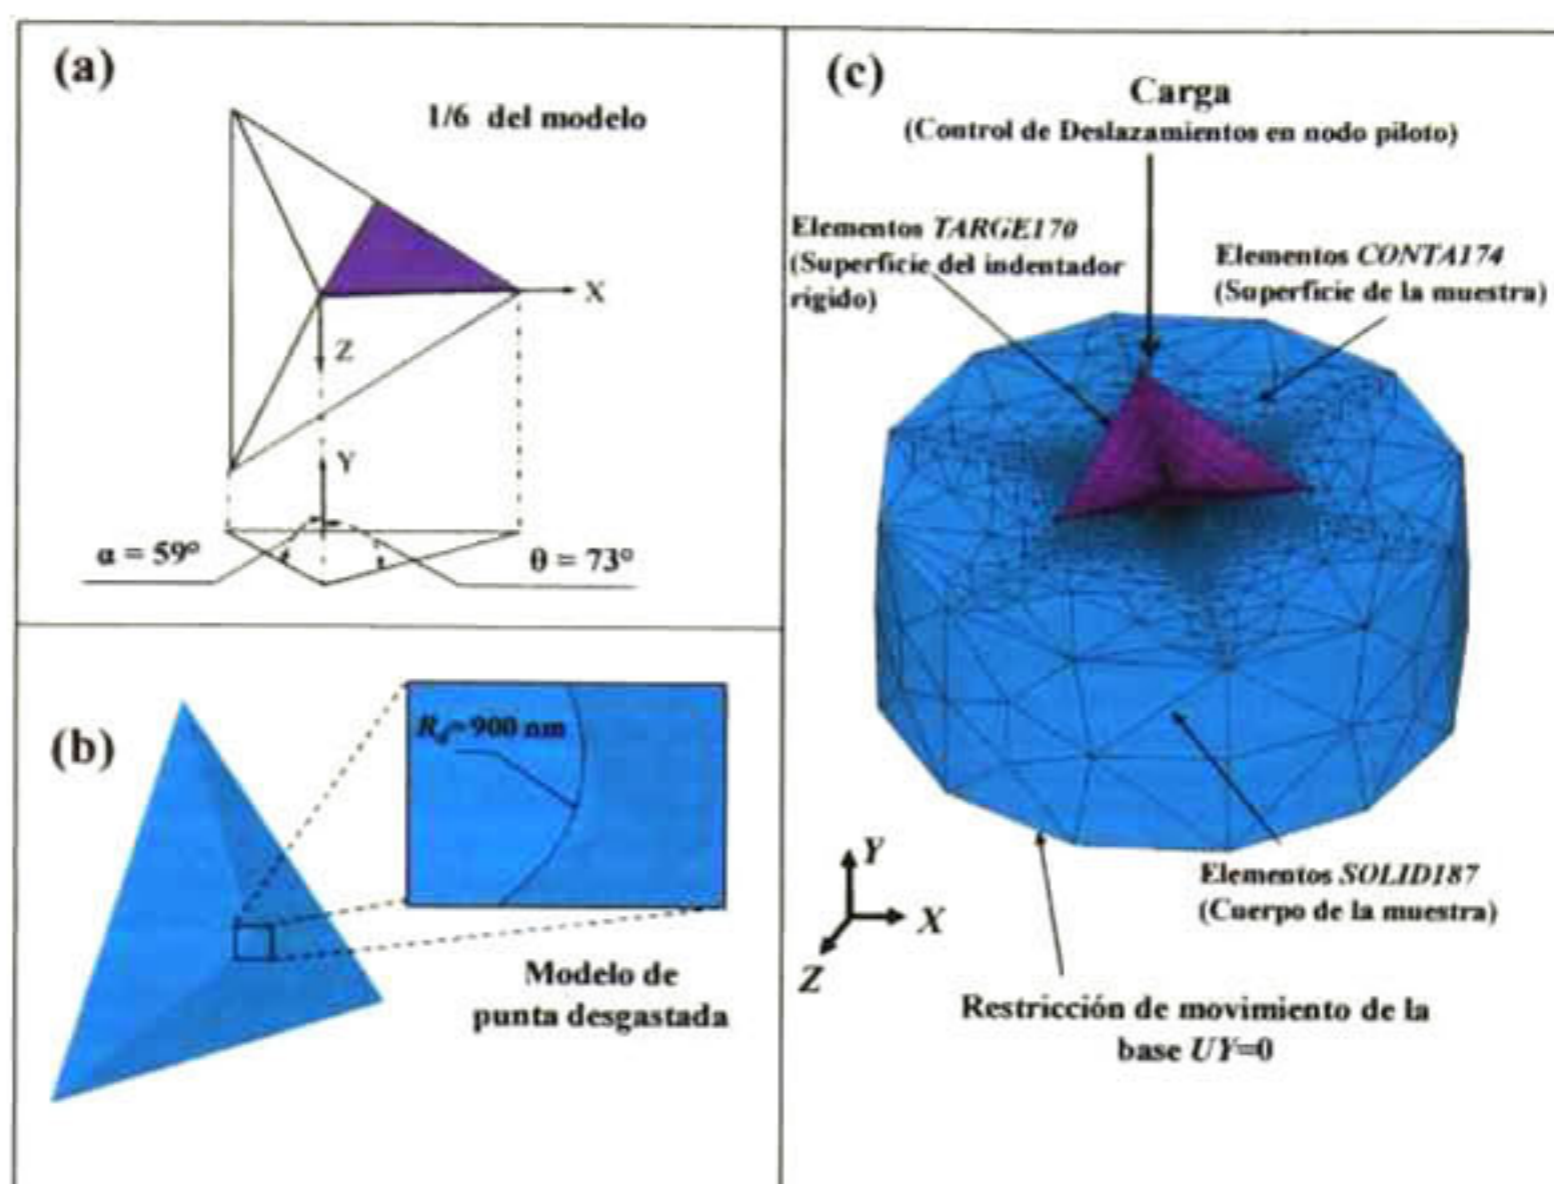 (a)
1/6 del modelo
X
Z
Y
α = 59°
θ = 73°
(b)
R_d= 900 nm
Modelo de
punta desgastada
(c)
Carga
(Control de Deslazamientos en nodo piloto)
Elementos TARGE170
(Superficie del indentador
rígido)
Elementos CONTA174
(Superficie de la muestra)
Elementos SOLID187
(Cuerpo de la muestra)
Y
X
Z
Restricción de movimiento de la
base UY=0